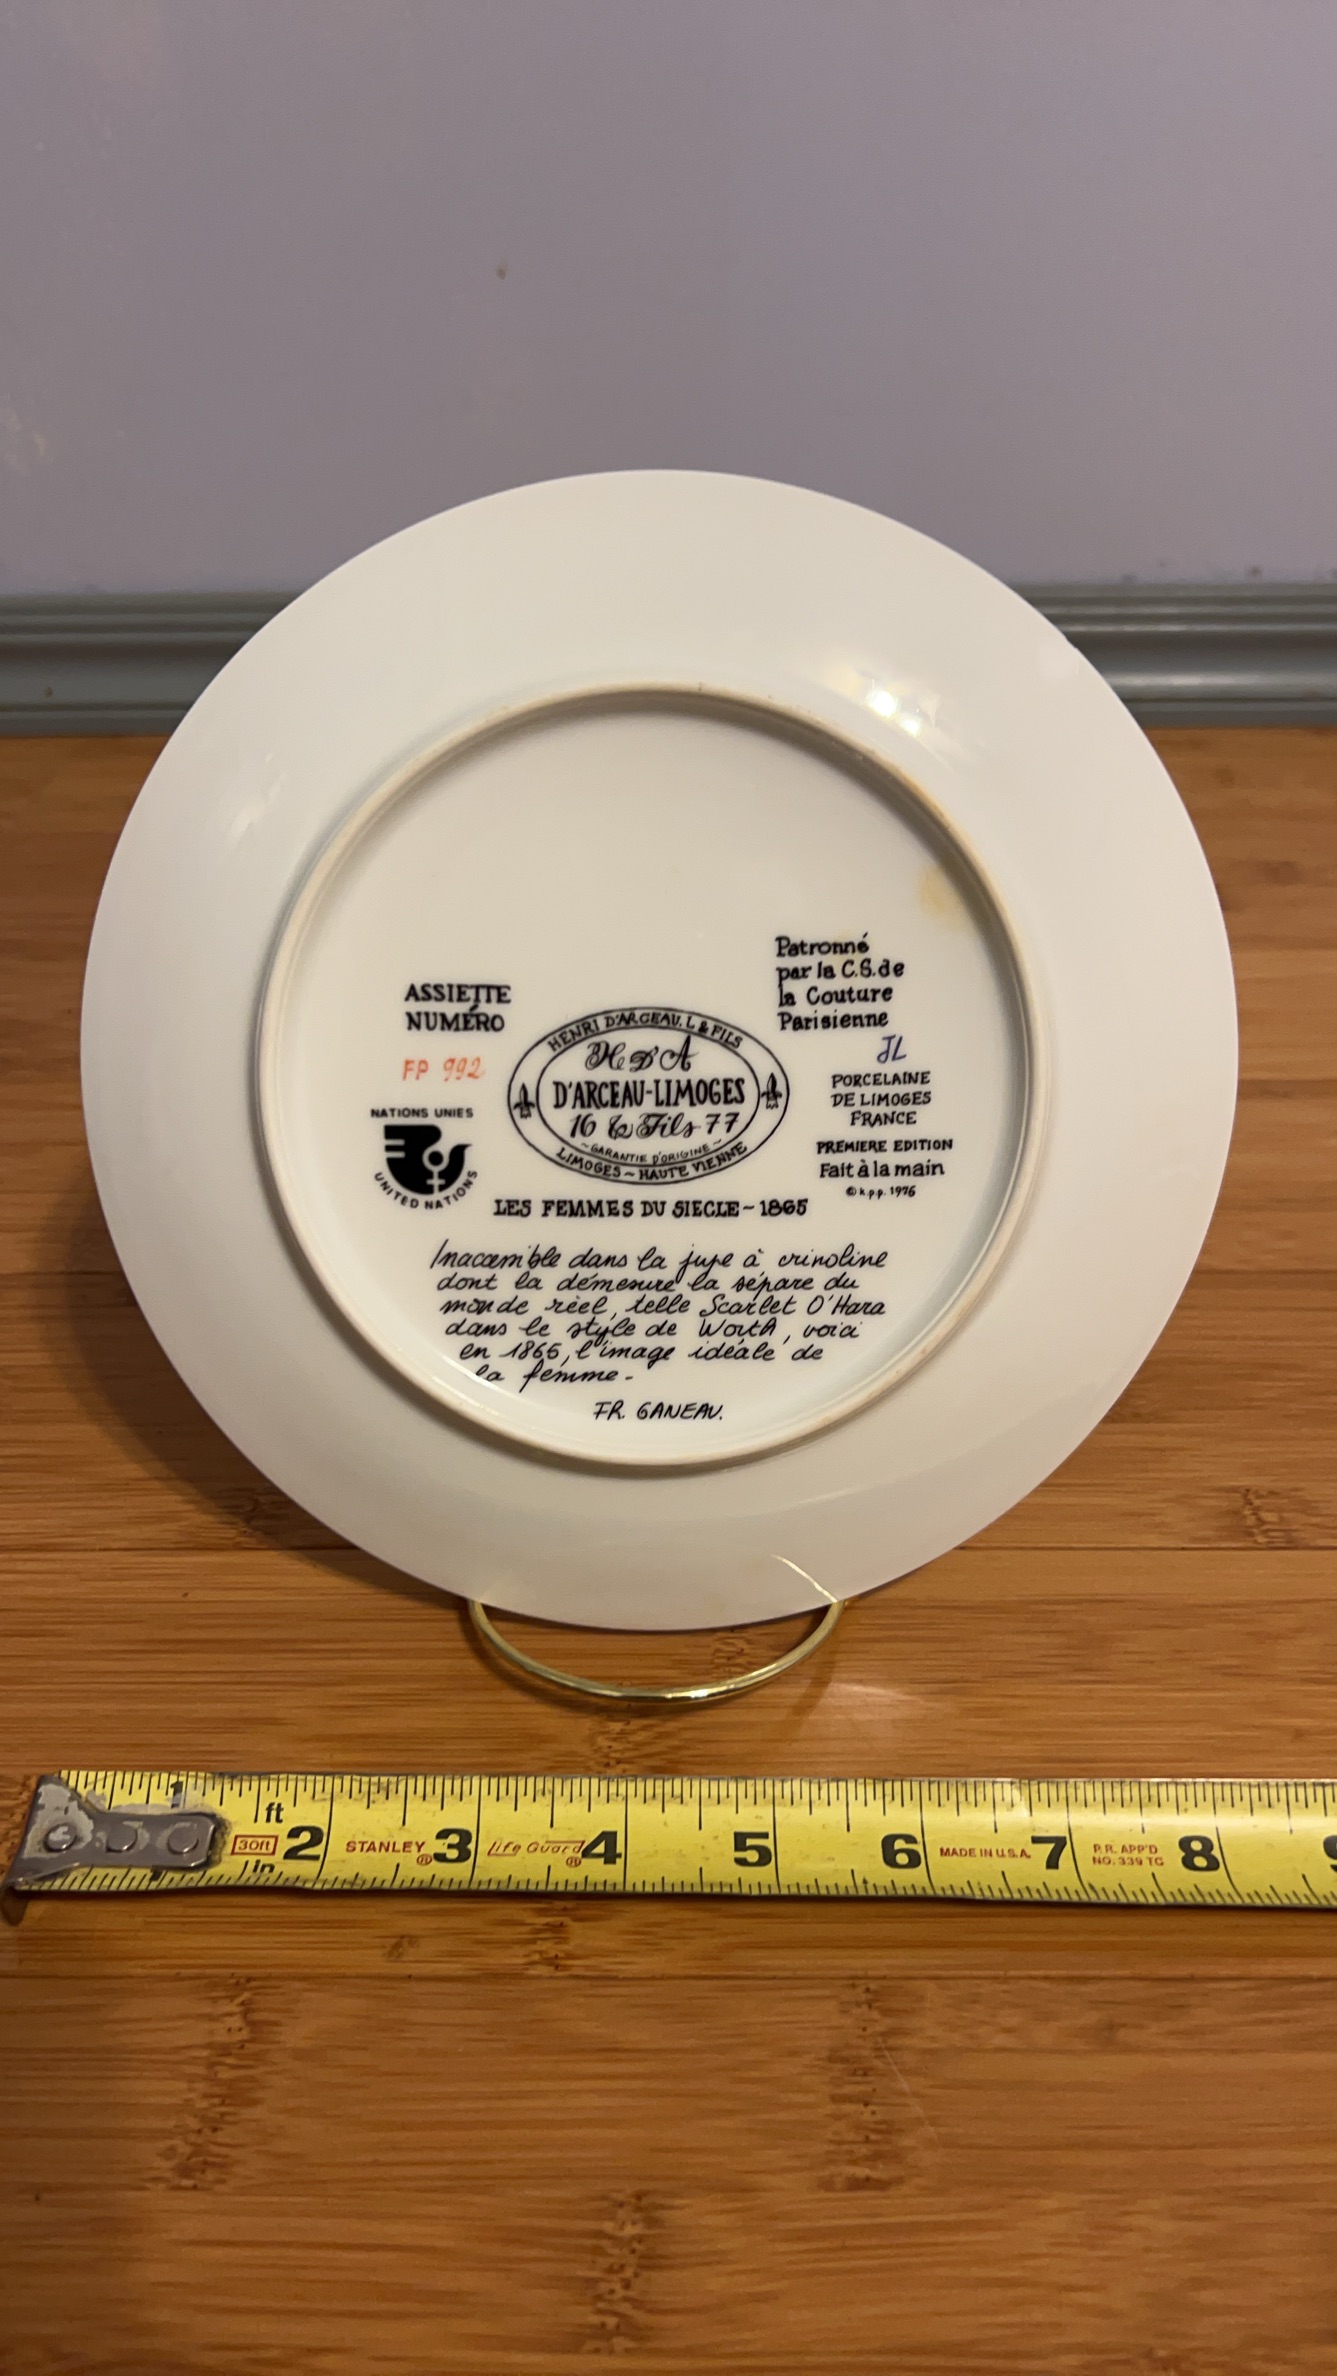 Patronné
par la C.S. de
la Couture
Parisienne
JL
ASSIETTE
NUMÉRO
FP 992
NATIONS UNIES
UNITED NATIONS
HENRI D'ARCEAU. L & FILS
H D'A
D'ARCEAU-LIMOGES
16 & Fils 77
~GARANTIE D'ORIGINE~
LIMOGES ~ HAUTE VIENNE
PORCELAINE
DE LIMOGES
FRANCE
PREMIERE EDITION
Fait à la main
© k.p.p. 1976
LES FEMMES DU SIECLE ~ 1865
Inaccessible dans la jupe à crinoline
dont la démesure la sépare du
monde réel, telle Scarlet O'Hara
dans le style de Worth, voici
en 1865, l'image idéale de
la femme -
FR. GANEAU.
1 ft 30ft in 2 STANLEY ® 3 Life Guard ® 4 5 6 MADE IN U.S.A. 7 R.R. APP'D 8 9
NO. 339 TC